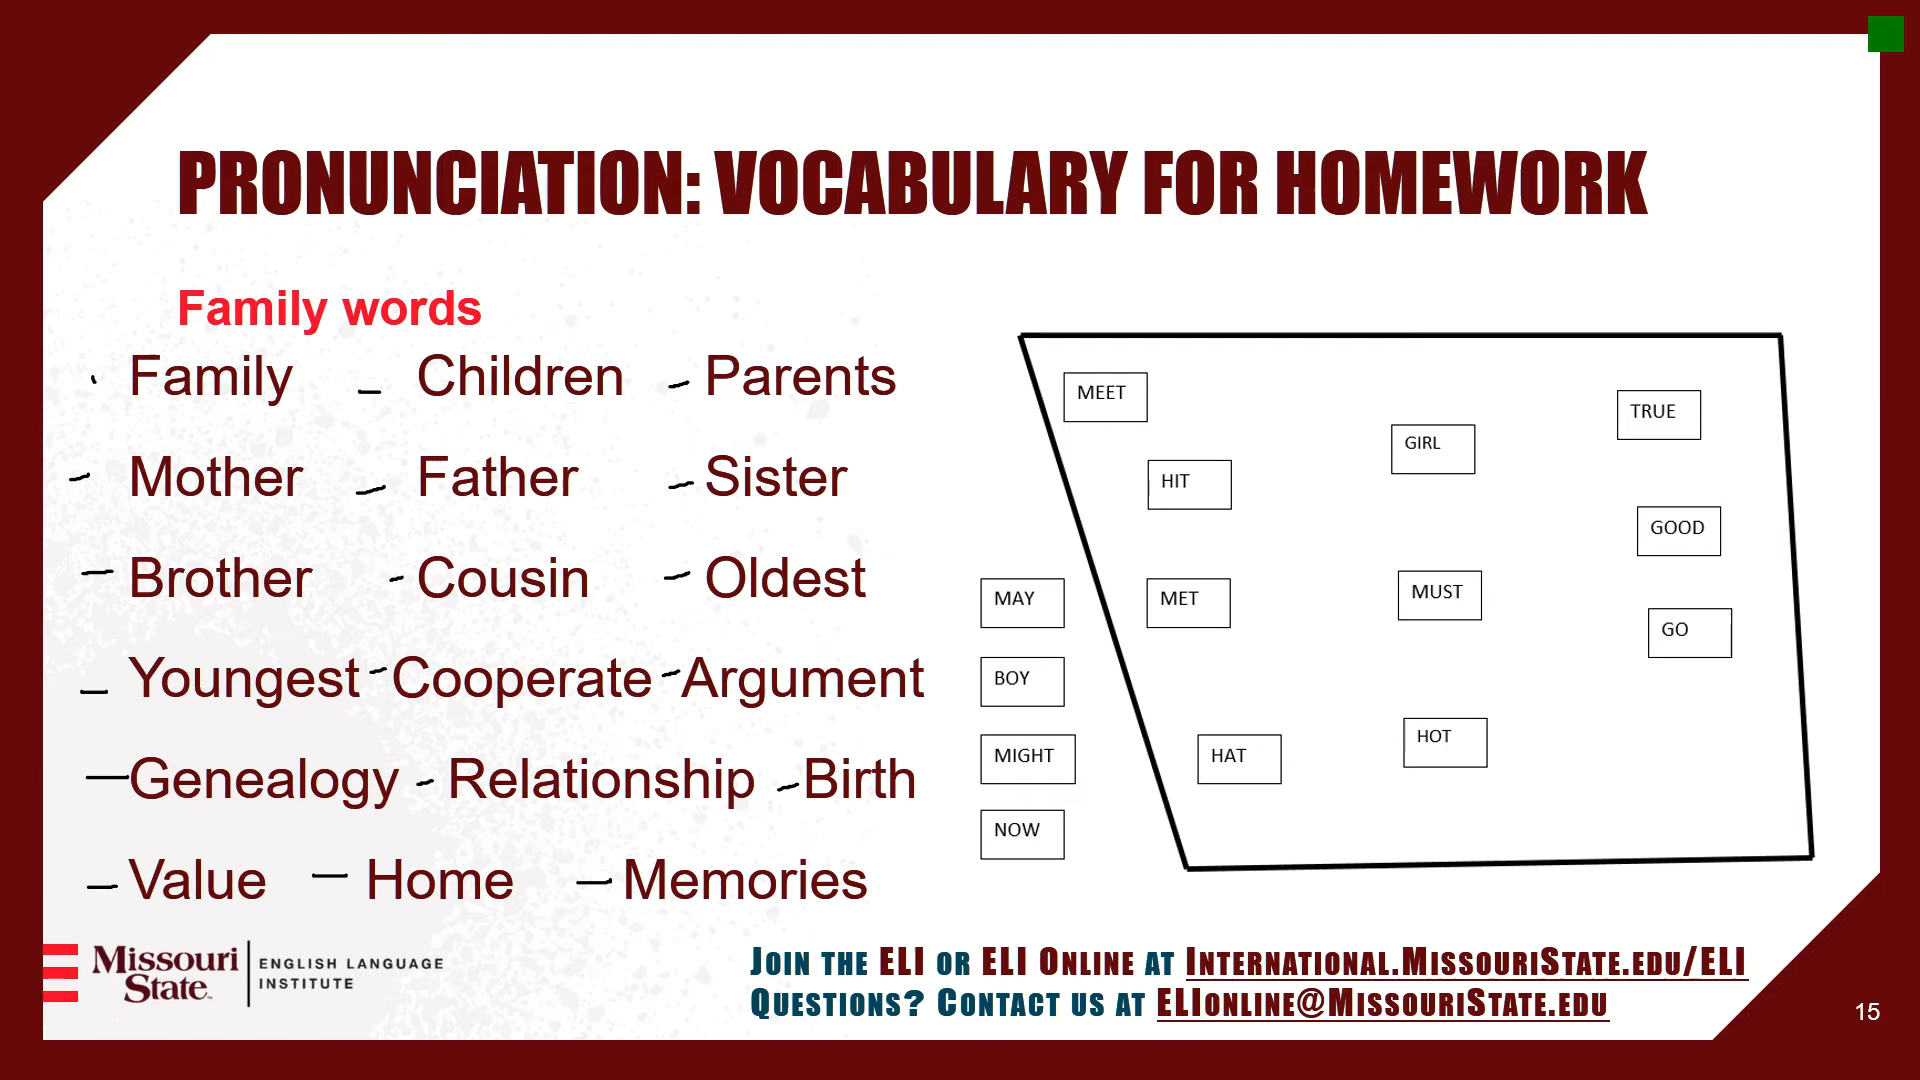 PRONUNCIATION: VOCABULARY FOR HOMEWORK
Family words
Family Children Parents
Mother Father Sister
Brother Cousin Oldest
Youngest Cooperate Argument
Genealogy Relationship Birth
Value Home Memories
MEET
TRUE
GIRL
HIT
GOOD
MAY
MET
MUST
GO
BOY
MIGHT
HAT
HOT
NOW
Missouri State™
ENGLISH LANGUAGE INSTITUTE
JOIN THE ELI OR ELI ONLINE AT INTERNATIONAL.MISSOURISTATE.EDU/ELI
QUESTIONS? CONTACT US AT ELIONLINE@MISSOURISTATE.EDU
15